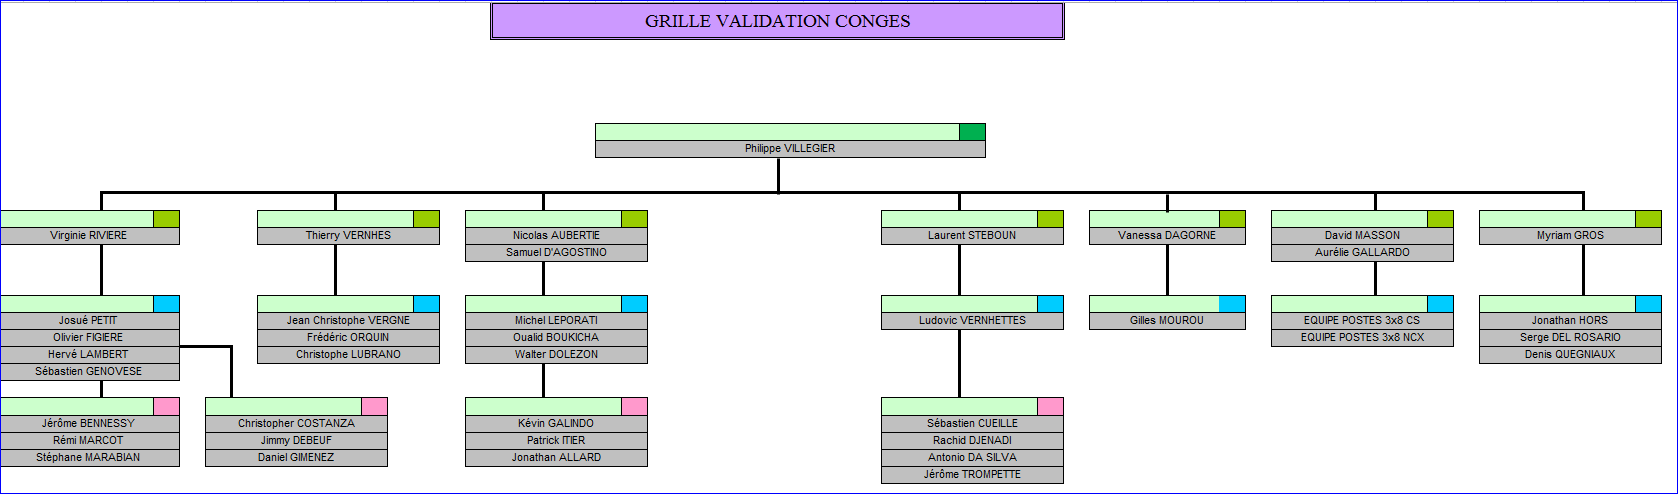 GRILLE VALIDATION CONGES
Philippe VILLEGIER
Virginie RIVIERE
Thierry VERNHES
Nicolas AUBERTIE
Samuel D'AGOSTINO
Laurent STEBOUN
Vanessa DAGORNE
David MASSON
Aurélie GALLARDO
Myriam GROS
Josué PETIT
Olivier FIGIERE
Hervé LAMBERT
Sébastien GENOVESE
Jean Christophe VERGNE
Frédéric ORQUIN
Christophe LUBRANO
Michel LEPORATI
Oualid BOUKICHA
Walter DOLEZON
Ludovic VERNHETTES
Gilles MOUROU
EQUIPE POSTES 3x8 CS
EQUIPE POSTES 3x8 NCX
Jonathan HORS
Serge DEL ROSARIO
Denis QUEGNIAUX
Jérôme BENNESSY
Rémi MARCOT
Stéphane MARABIAN
Christopher COSTANZA
Jimmy DEBEUF
Daniel GIMENEZ
Kévin GALINDO
Patrick ITIER
Jonathan ALLARD
Sébastien CUEILLE
Rachid DJENADI
Antonio DA SILVA
Jérôme TROMPETTE